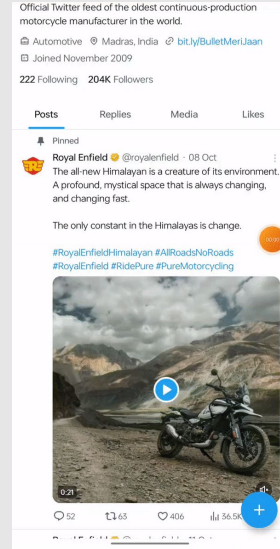 Official Twitter feed of the oldest continuous-production
motorcycle manufacturer in the world.
Automotive Madras, India bit.ly/BulletMeriJaan
Joined November 2009
222 Following 204K Followers
Posts Replies Media Likes
Pinned
Royal Enfield @royalenfield · 08 Oct
The all-new Himalayan is a creature of its environment.
A profound, mystical space that is always changing,
and changing fast.
The only constant in the Himalayas is change.
#RoyalEnfieldHimalayan #AllRoadsNoRoads
#RoyalEnfield #RidePure #PureMotorcycling
0:21
52 63 406 36.5K